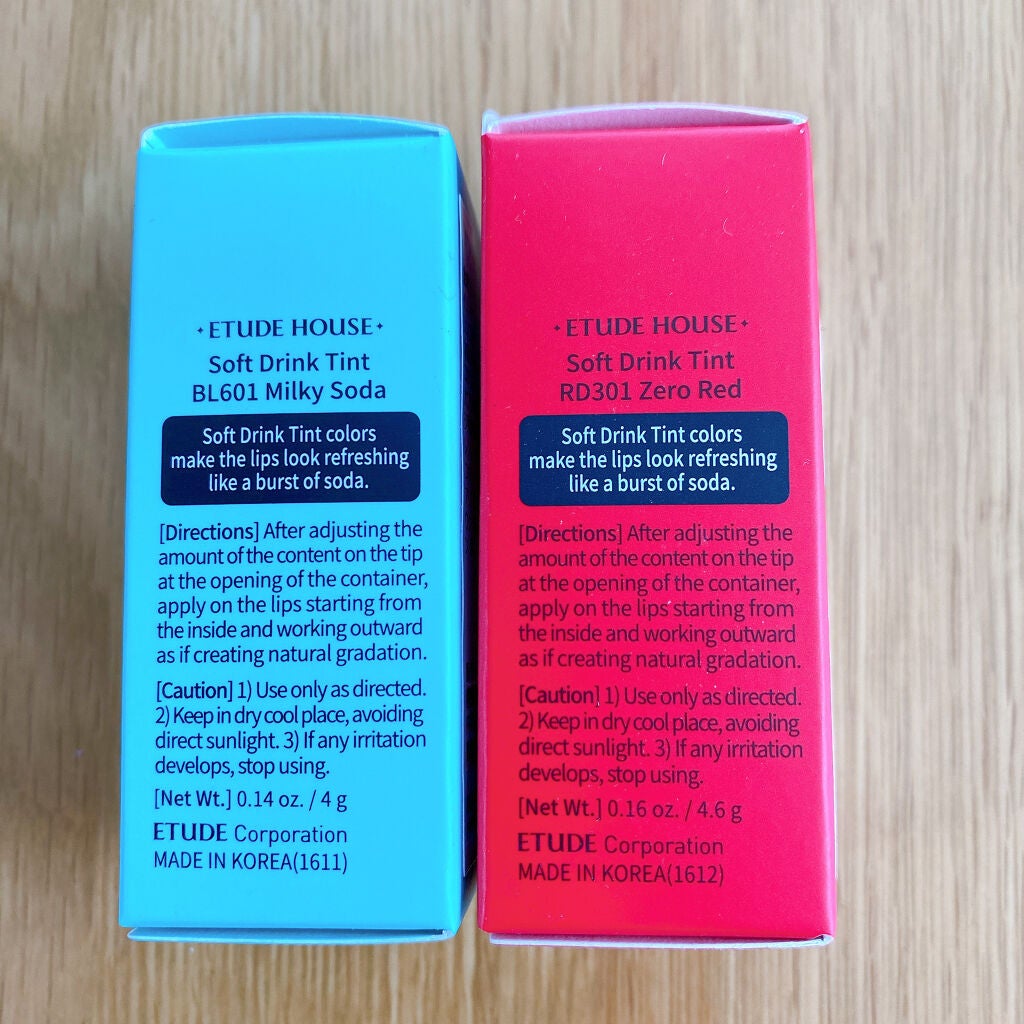 ETUDE HOUSE
Soft Drink Tint
BL601 Milky Soda
Soft Drink Tint colors
make the lips look refreshing
like a burst of soda.
[Directions] After adjusting the
amount of the content on the tip
at the opening of the container,
apply on the lips starting from
the inside and working outward
as if creating natural gradation.
[Caution] 1) Use only as directed.
2) Keep in dry cool place, avoiding
direct sunlight. 3) If any irritation
develops, stop using.
[Net Wt.] 0.14 oz. / 4 g
ETUDE Corporation
MADE IN KOREA(1611)
ETUDE HOUSE
Soft Drink Tint
RD301 Zero Red
Soft Drink Tint colors
make the lips look refreshing
like a burst of soda.
[Directions] After adjusting the
amount of the content on the tip
at the opening of the container,
apply on the lips starting from
the inside and working outward
as if creating natural gradation.
[Caution] 1) Use only as directed.
2) Keep in dry cool place, avoiding
direct sunlight. 3) If any irritation
develops, stop using.
[Net Wt.] 0.16 oz. / 4.6 g
ETUDE Corporation
MADE IN KOREA(1612)